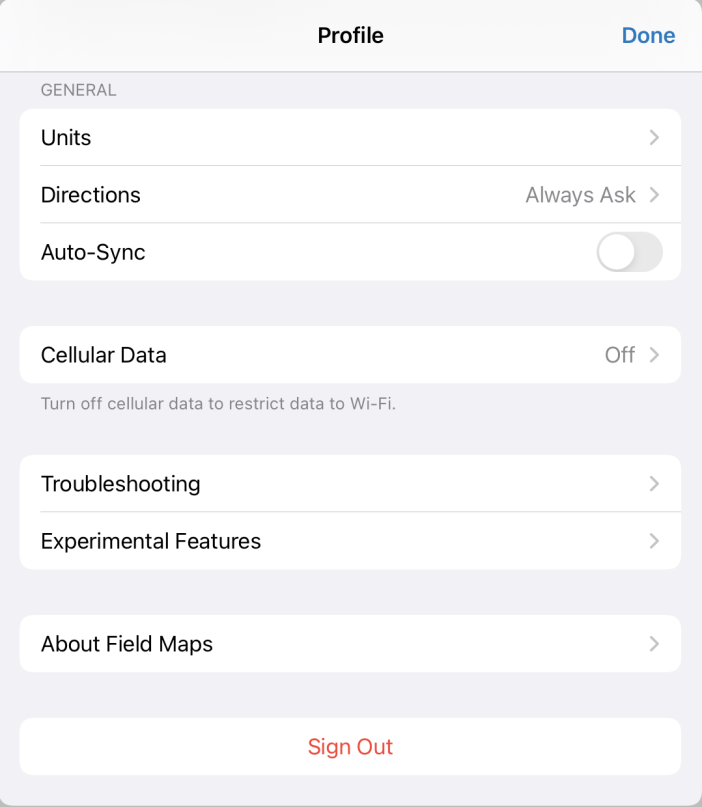 Profile
Done
GENERAL
Units
Directions
Always Ask
Auto-Sync
Cellular Data
Off
Turn off cellular data to restrict data to Wi-Fi.
Troubleshooting
Experimental Features
About Field Maps
Sign Out